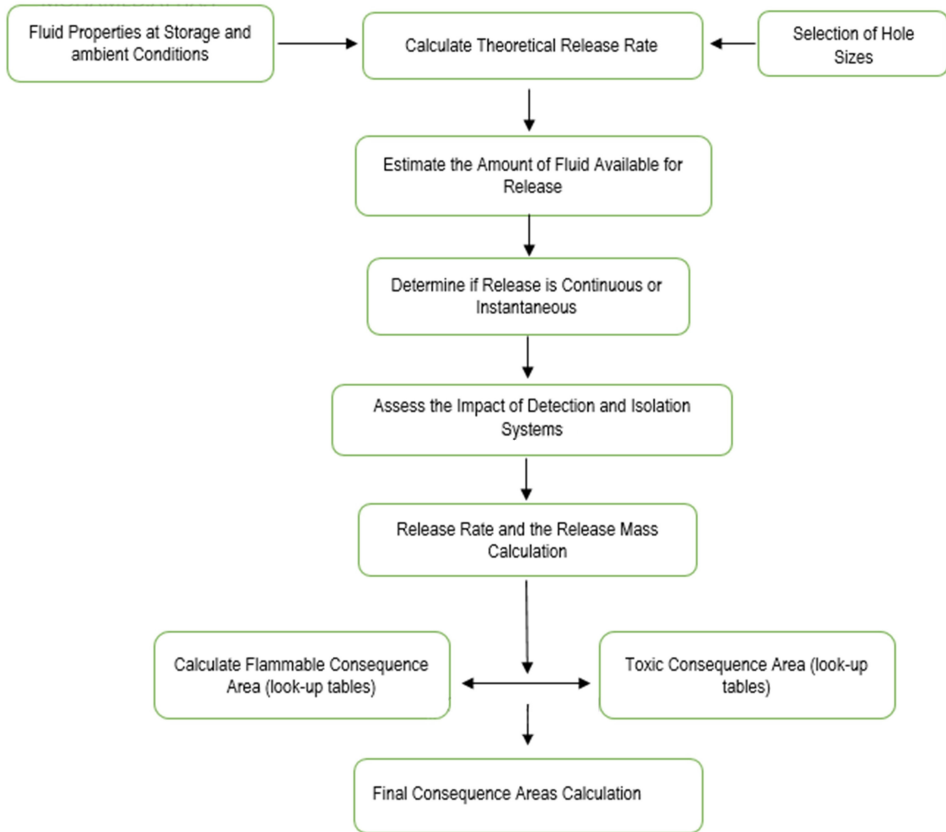 Fluid Properties at Storage and
ambient Conditions
Calculate Theoretical Release Rate
Selection of Hole
Sizes
Estimate the Amount of Fluid Available for
Release
Determine if Release is Continuous or
Instantaneous
Assess the Impact of Detection and Isolation
Systems
Release Rate and the Release Mass
Calculation
Calculate Flammable Consequence
Area (look-up tables)
Toxic Consequence Area (look-up
tables)
Final Consequence Areas Calculation